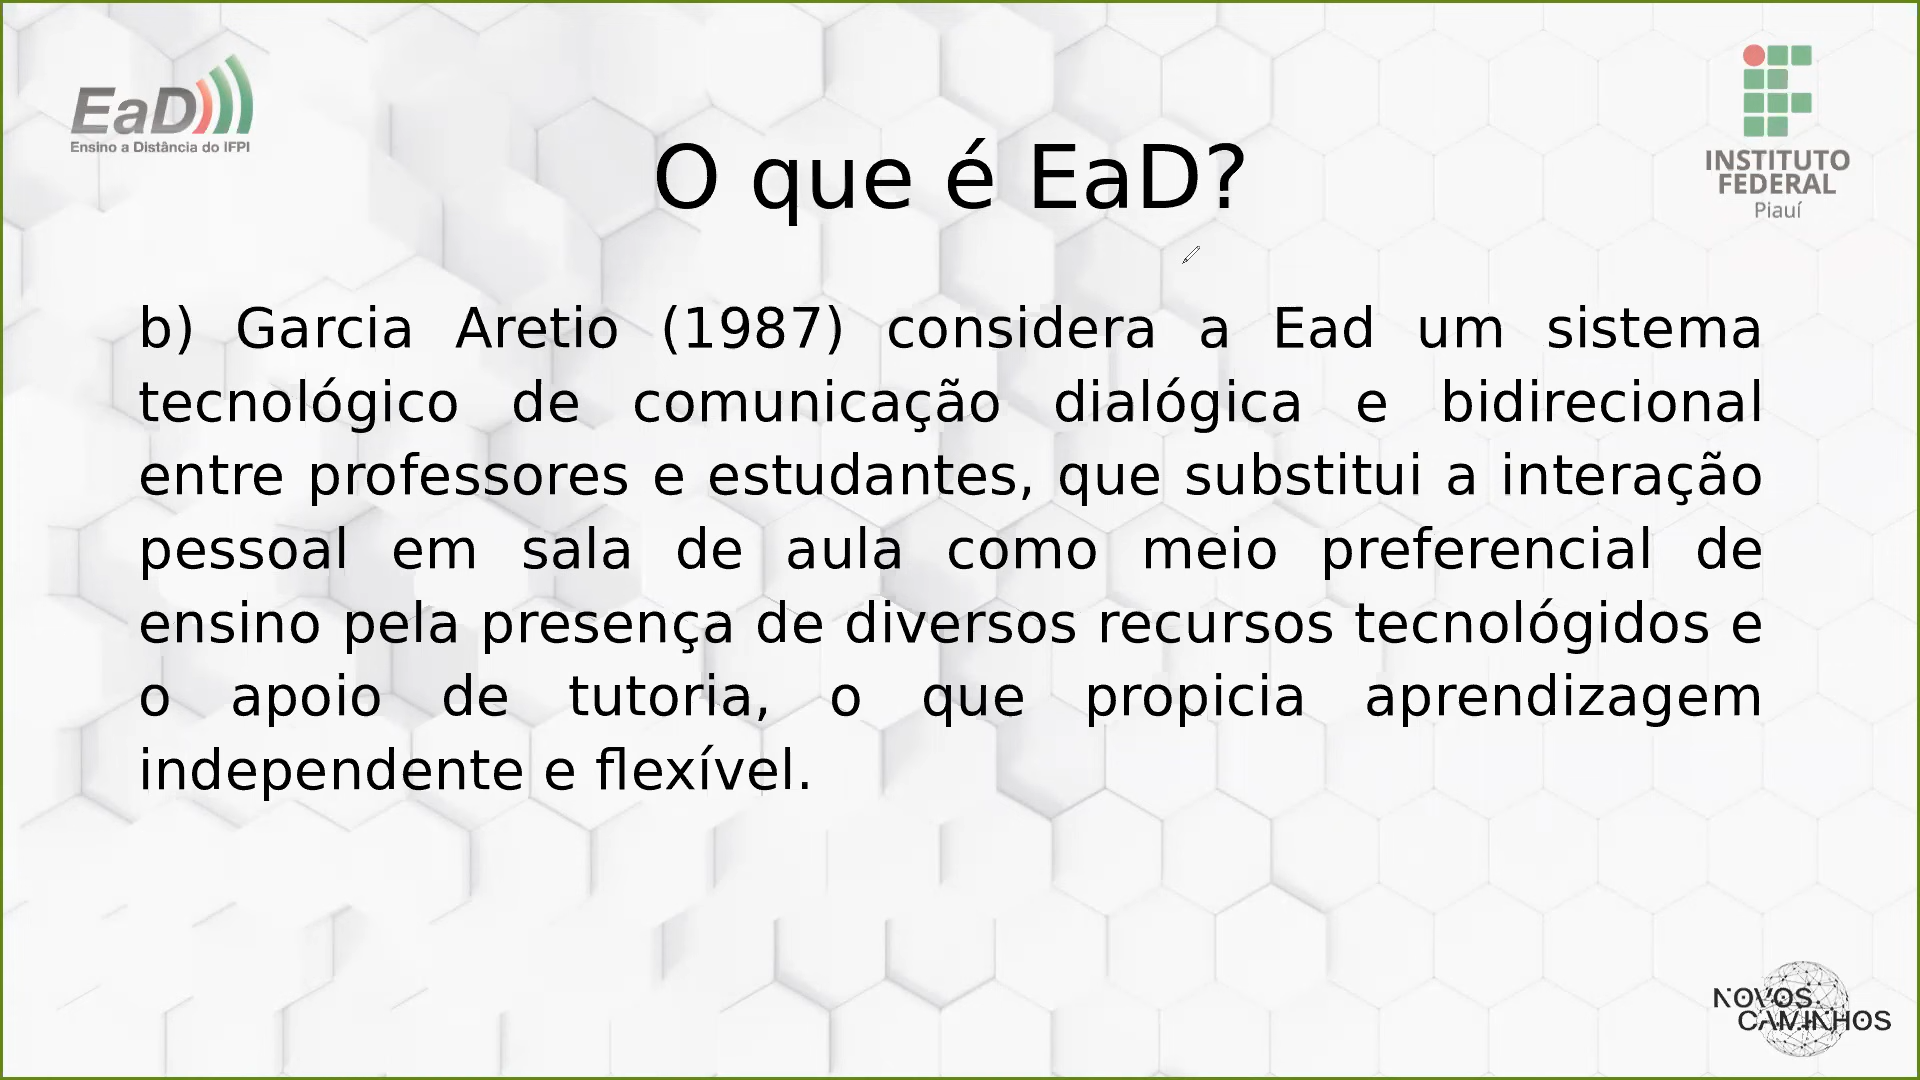 EaD
Ensino a Distância do IFPI
INSTITUTO
FEDERAL
Piauí
O que é EaD?
b) Garcia Aretio (1987) considera a Ead um sistema
tecnológico de comunicação dialógica e bidirecional
entre professores e estudantes, que substitui a interação
pessoal em sala de aula como meio preferencial de
ensino pela presença de diversos recursos tecnológidos e
o apoio de tutoria, o que propicia aprendizagem
independente e flexível.
NOVOS
CAMINHOS